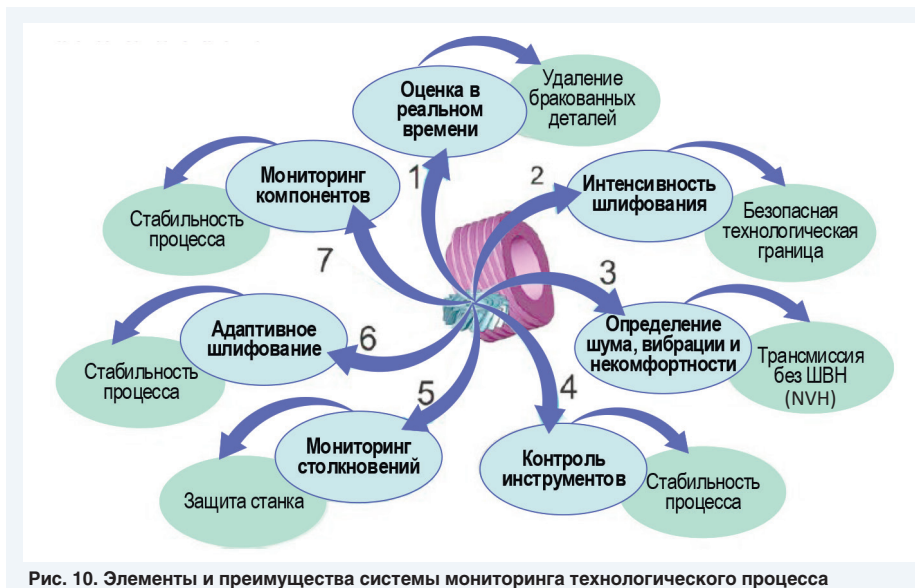 Оценка в
реальном
времени
Удаление
бракованных
деталей
1
2
Интенсивность
шлифования
Безопасная
технологическая
граница
3
Определение
шума, вибрации и
некомфортности
Трансмиссия
без ШВН
(NVH)
4
Контроль
инструментов
Стабильность
процесса
5
Мониторинг
столкновений
Защита станка
6
Адаптивное
шлифование
Стабильность
процесса
7
Мониторинг
компонентов
Стабильность
процесса
Рис. 10. Элементы и преимущества системы мониторинга технологического процесса